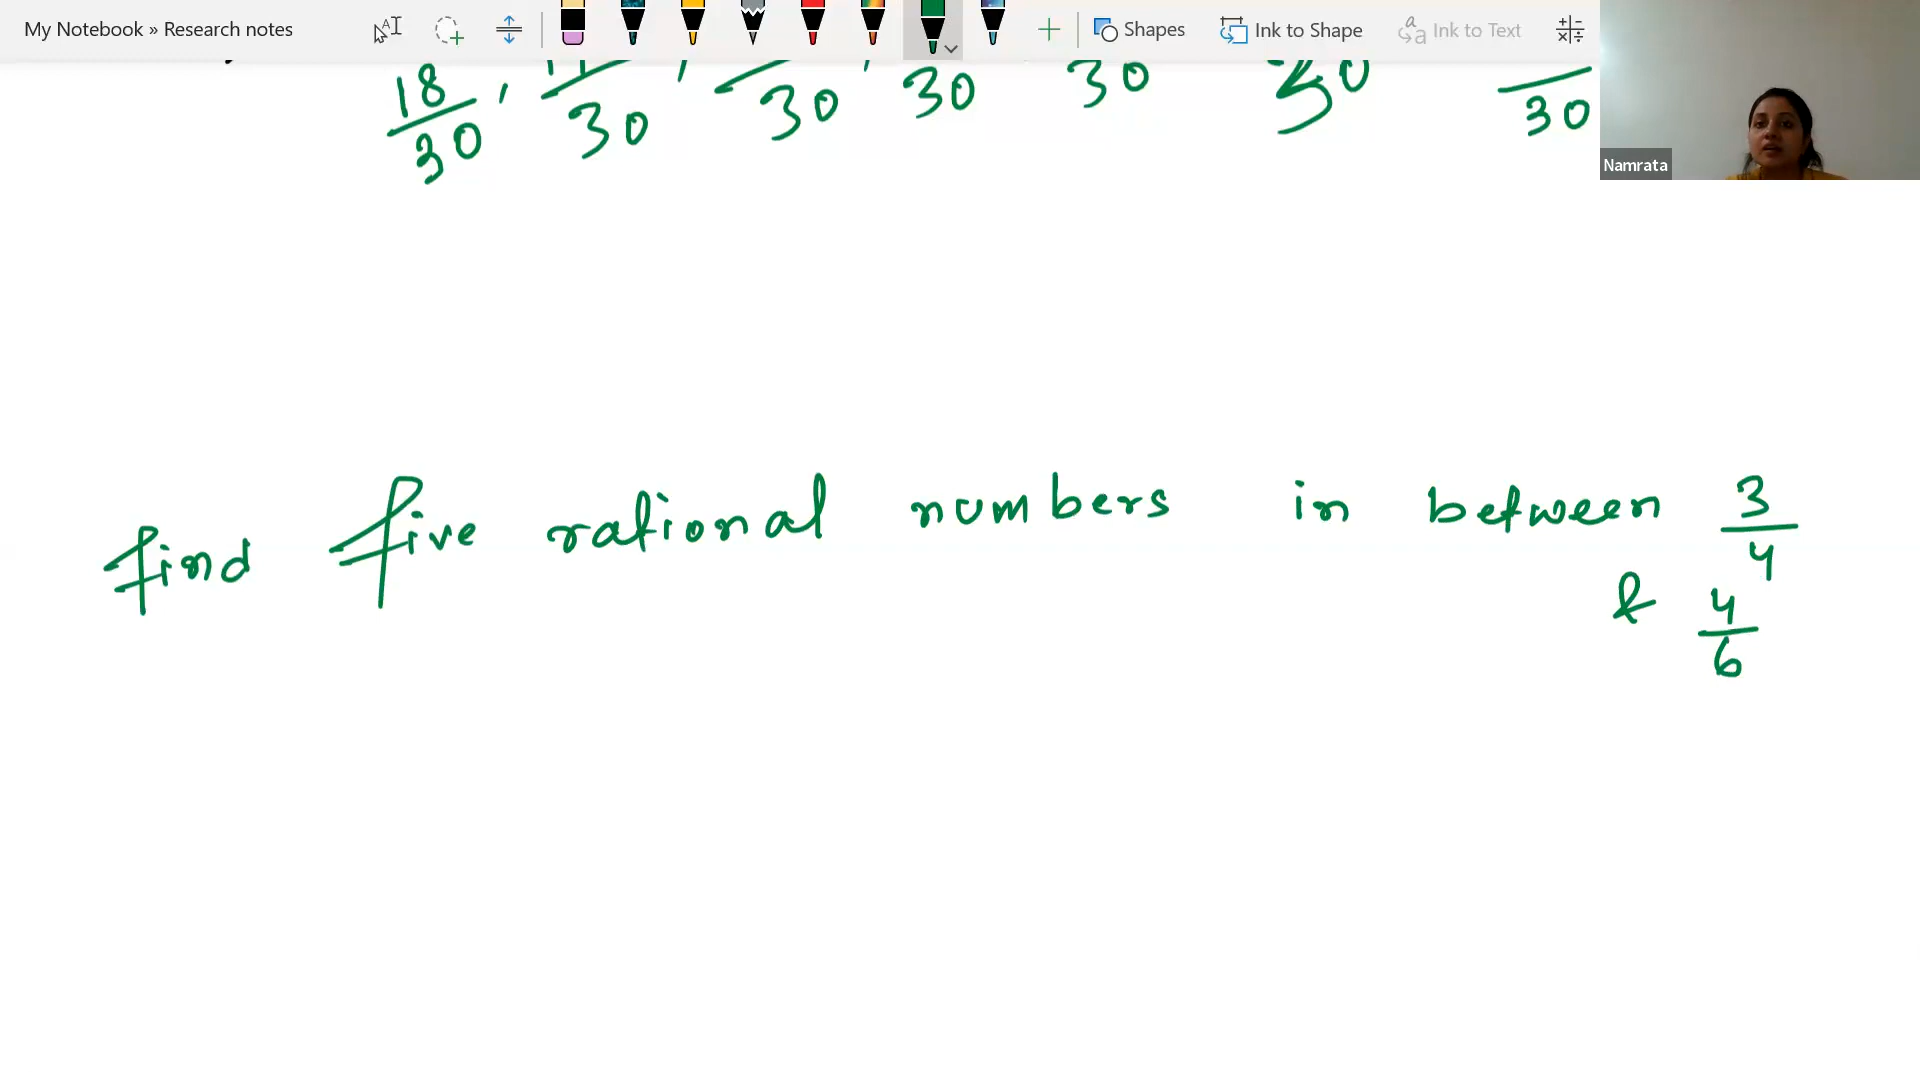 My Notebook » Research notes
Shapes
Ink to Shape
Ink to Text
18/30, /30, /30, 30 30 30 /30
Namrata
find five rational numbers in between 3/4
& 4/6